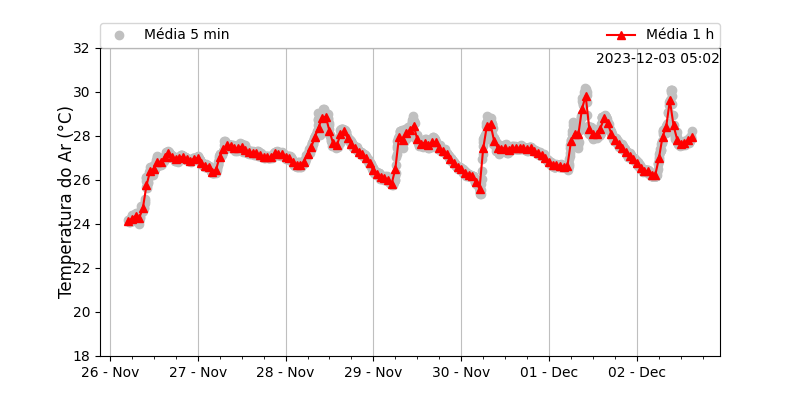 Média 5 min
Média 1 h
2023-12-03 05:02
Temperatura do Ar (°C)
32
30
28
26
24
22
20
18
26 - Nov
27 - Nov
28 - Nov
29 - Nov
30 - Nov
01 - Dec
02 - Dec